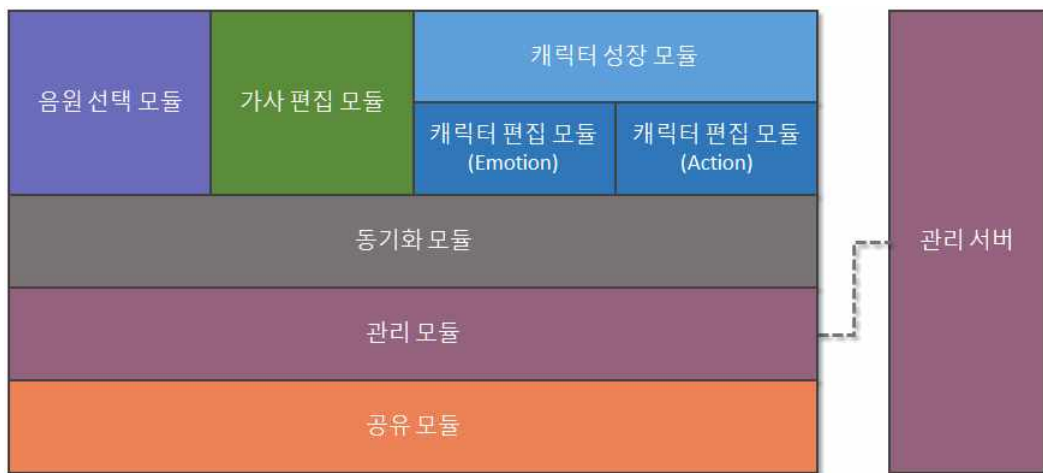 음원 선택 모듈
가사 편집 모듈
캐릭터 성장 모듈
캐릭터 편집 모듈
(Emotion)
캐릭터 편집 모듈
(Action)
동기화 모듈
관리 서버
관리 모듈
공유 모듈